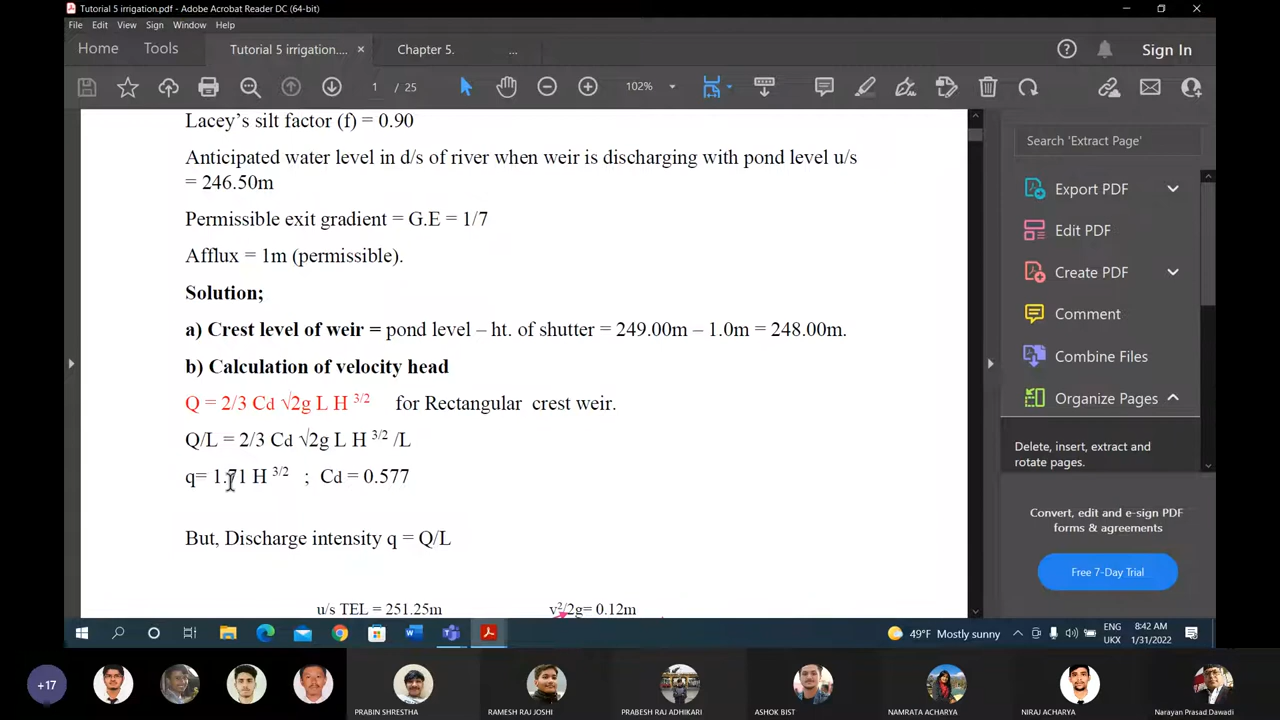 Tutorial 5 irrigation.pdf - Adobe Acrobat Reader DC (64-bit)
File Edit View Sign Window Help
Home Tools Tutorial 5 irrigation.... × Chapter 5. ... Sign In
1 / 25 102%
Lacey's silt factor (f) = 0.90
Anticipated water level in d/s of river when weir is discharging with pond level u/s
= 246.50m
Permissible exit gradient = G.E = 1/7
Afflux = 1m (permissible).
Solution;
a) Crest level of weir = pond level – ht. of shutter = 249.00m – 1.0m = 248.00m.
b) Calculation of velocity head
Q = 2/3 Cd √2g L H 3/2 for Rectangular crest weir.
Q/L = 2/3 Cd √2g L H 3/2 /L
q= 1.71 H 3/2 ; Cd = 0.577
But, Discharge intensity q = Q/L
u/s TEL = 251.25m v²/2g= 0.12m
Search 'Extract Page'
Export PDF
Edit PDF
Create PDF
Comment
Combine Files
Organize Pages
Delete, insert, extract and
rotate pages.
Convert, edit and e-sign PDF
forms & agreements
Free 7-Day Trial
49°F Mostly sunny
ENG
UKX
8:42 AM
1/31/2022
+17
PRABIN SHRESTHA
RAMESH RAJ JOSHI
PRABESH RAJ ADHIKARI
ASHOK BIST
NAMRATA ACHARYA
NIRAJ ACHARYA
Narayan Prasad Dawadi